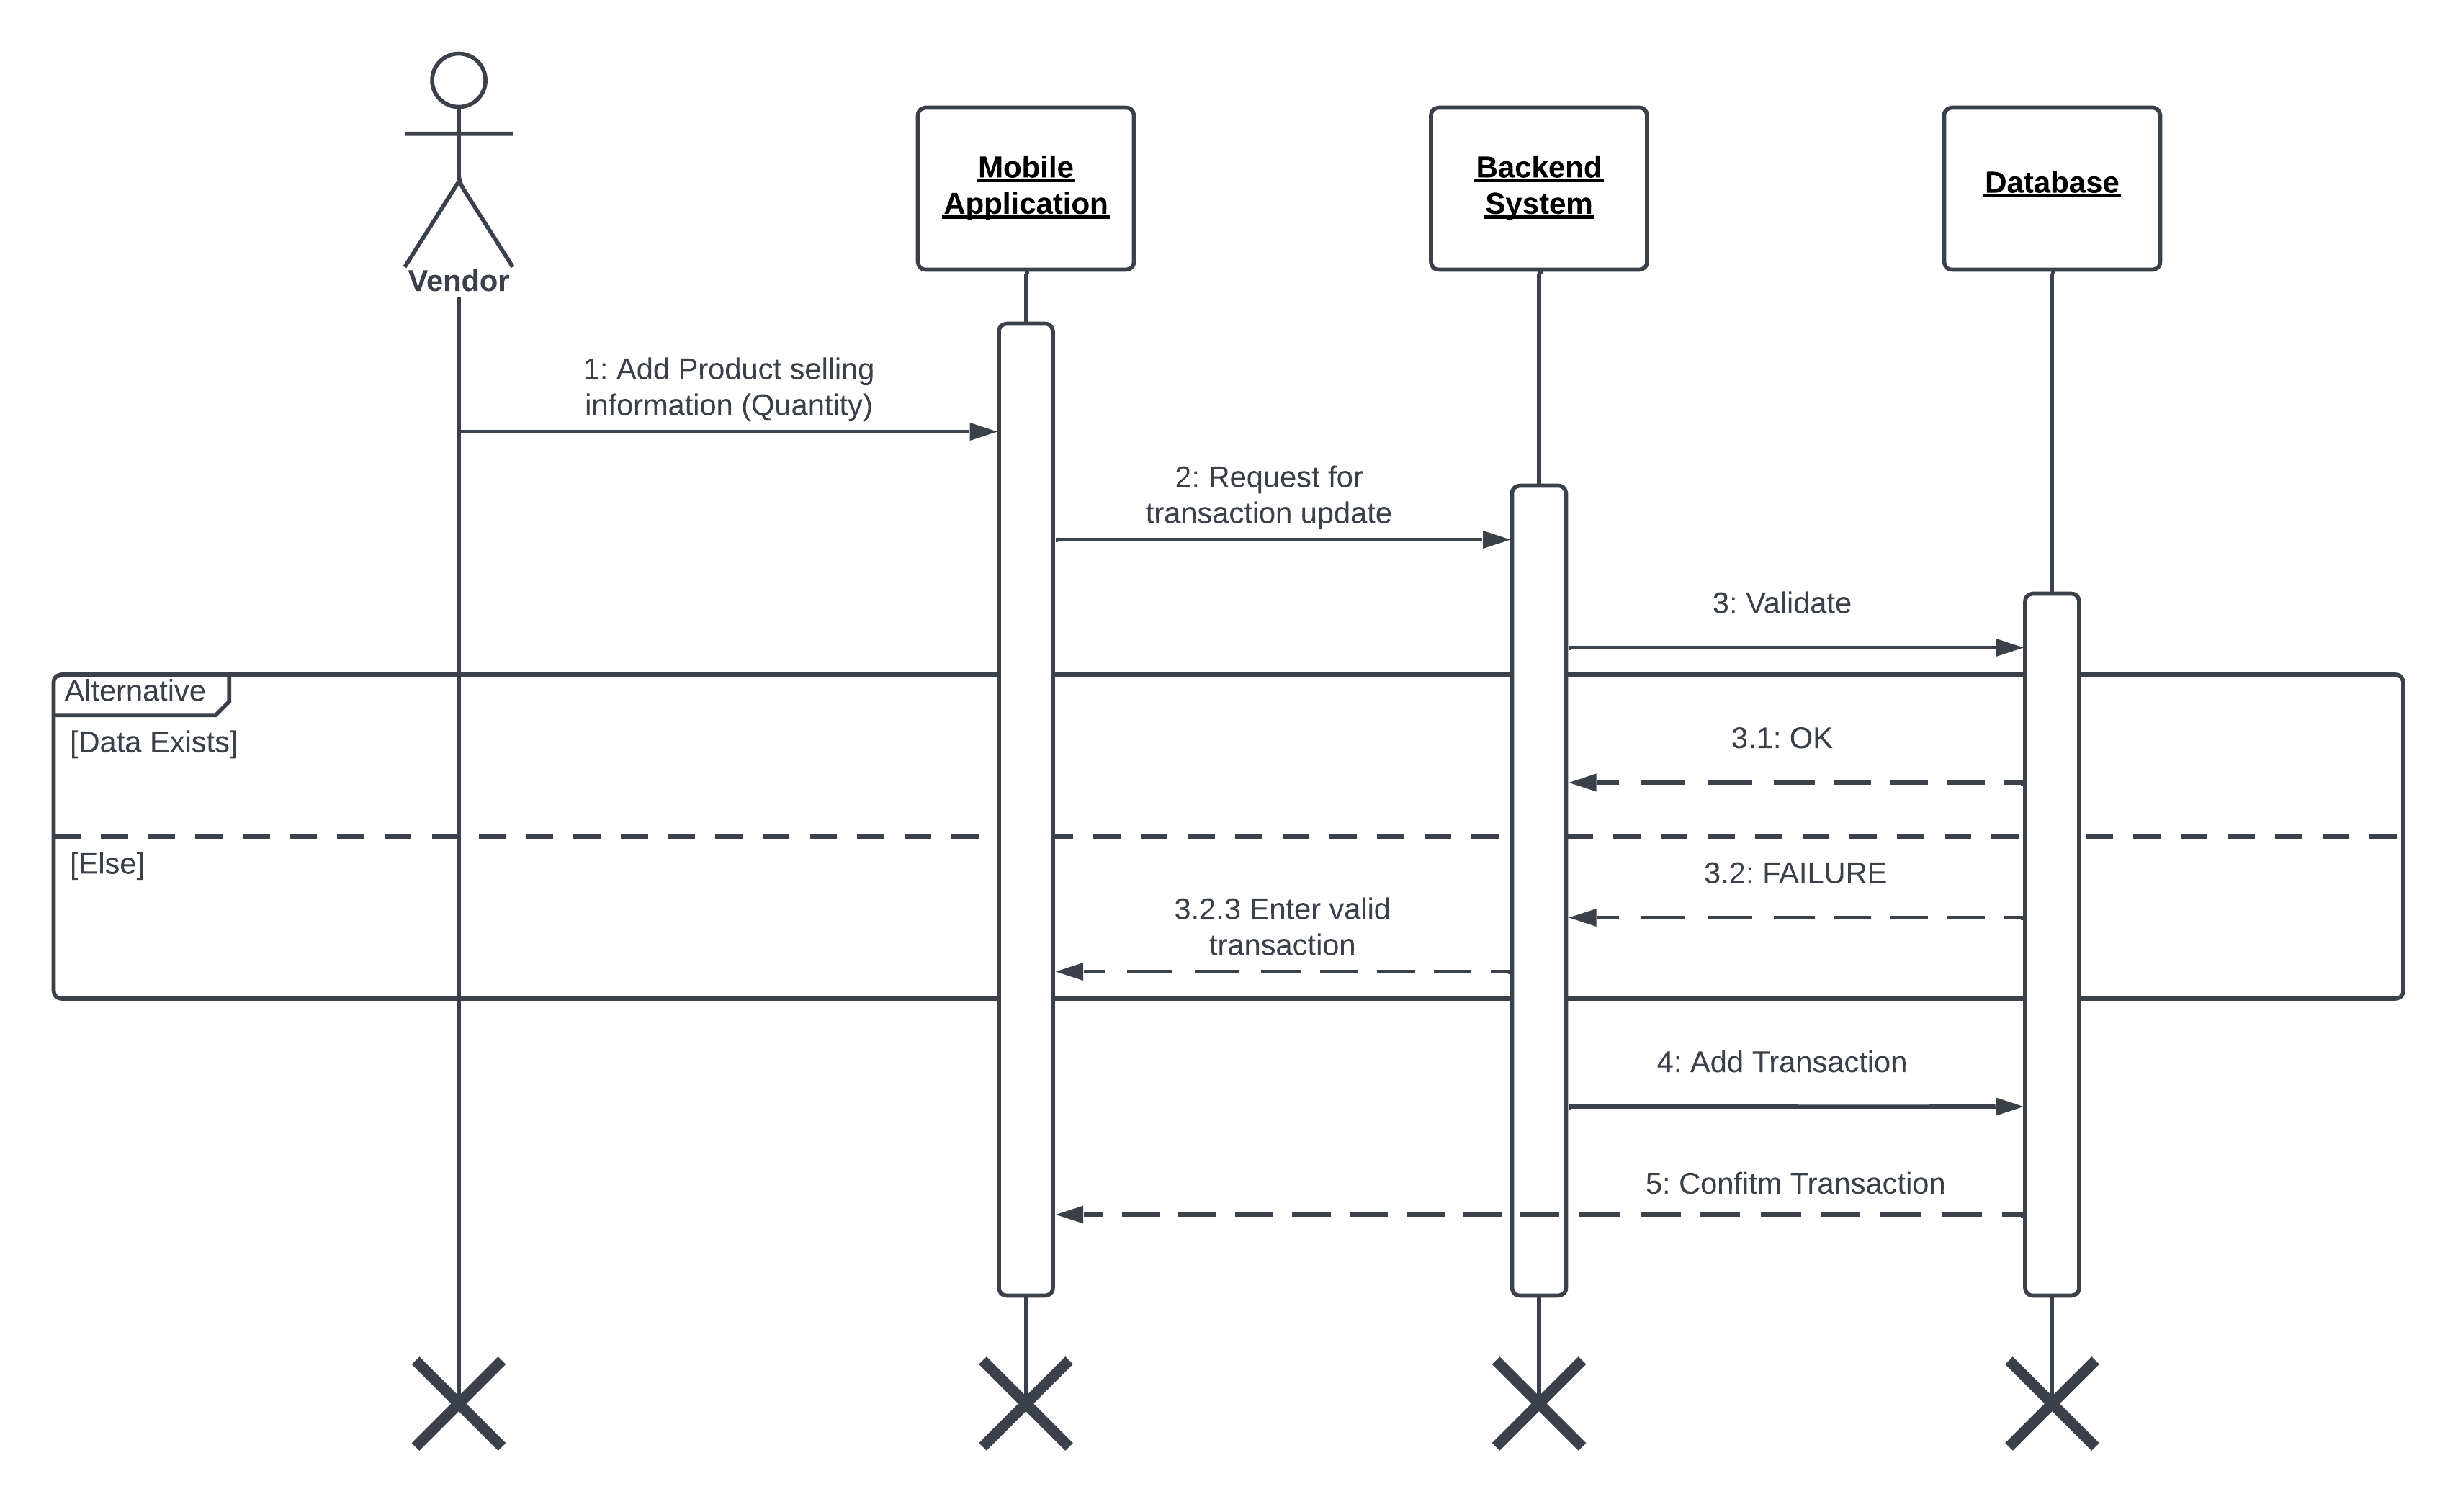 Vendor
Mobile
Application
Backend
System
Database
1: Add Product selling
information (Quantity)
2: Request for
transaction update
3: Validate
Alternative
[Data Exists]
3.1: OK
[Else]
3.2: FAILURE
3.2.3 Enter valid
transaction
4: Add Transaction
5: Confitm Transaction